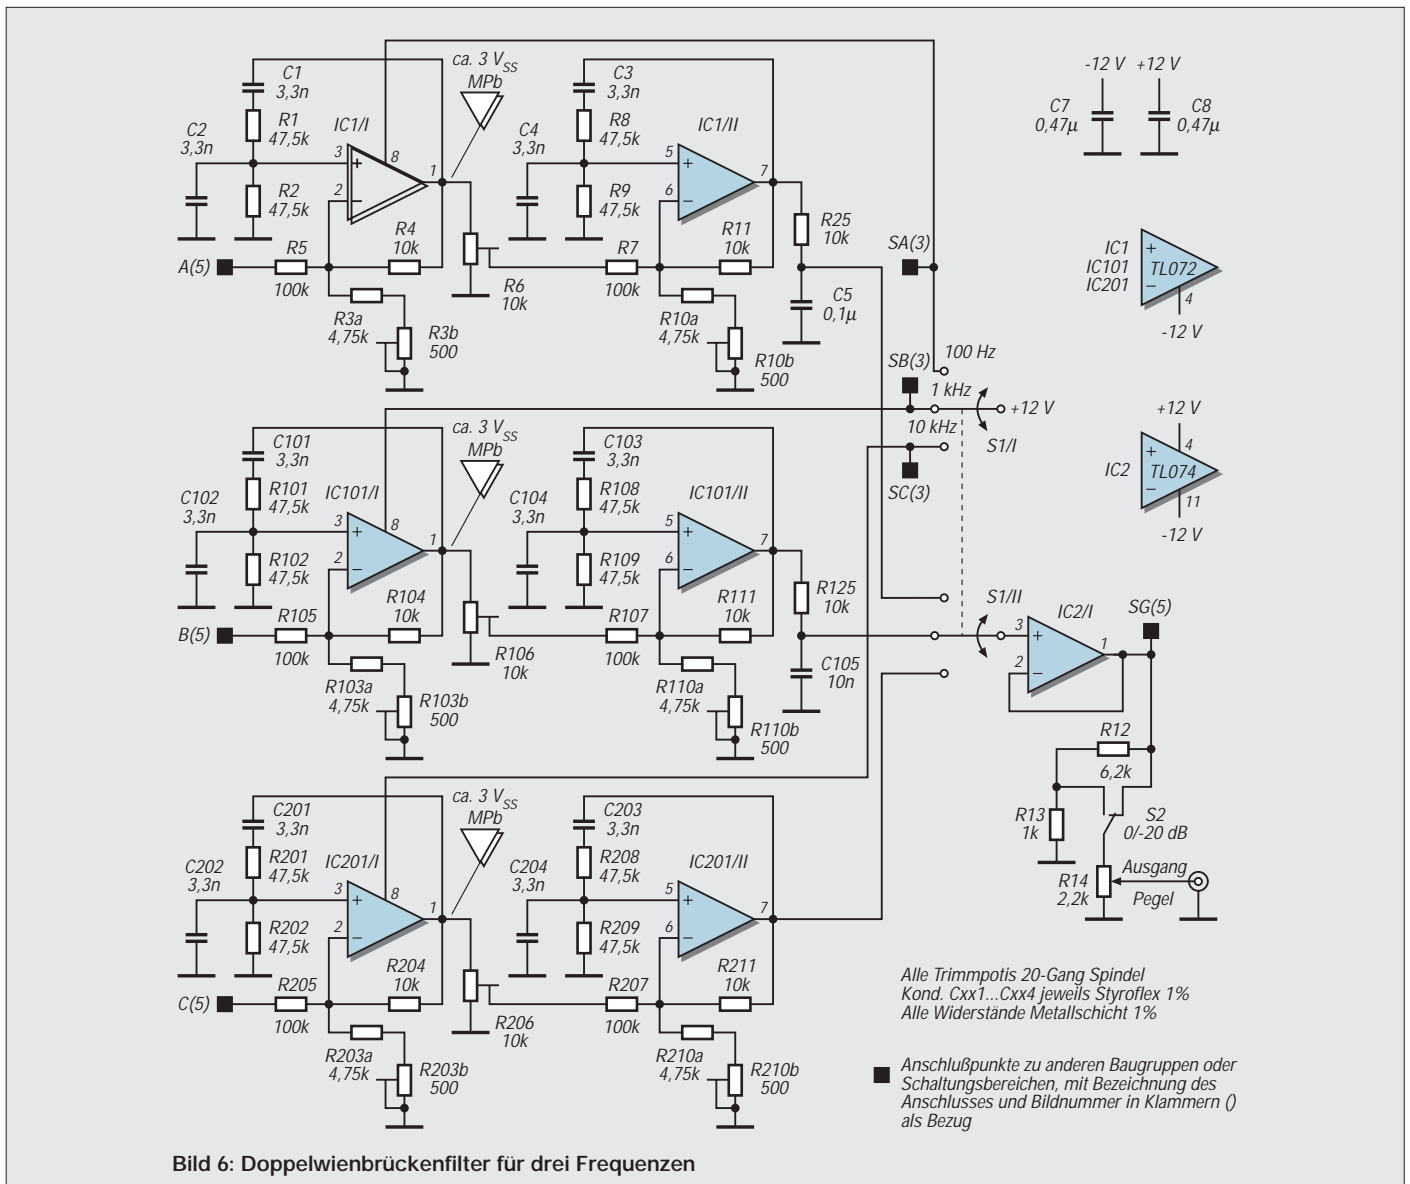 ca. 3 VSS
MPb
C1
3,3n
R1
47,5k
C2
3,3n
R2
47,5k
IC1/I
3
+
8
2
−
1
R5
100k
A(5)
R4
10k
R3a
4,75k
R3b
500
R6
10k
C3
3,3n
R8
47,5k
C4
3,3n
R9
47,5k
IC1/II
5
+
6
−
7
R7
100k
R11
10k
R10a
4,75k
R10b
500
R25
10k
C5
0,1µ
SA(3)
100 Hz
SB(3)
1 kHz
10 kHz
SC(3)
+12 V
S1/I
-12 V
+12 V
C7
0,47µ
C8
0,47µ
IC1
IC101
IC201
+
−
TL072
4
-12 V
+12 V
IC2
+
−
4
TL074
11
-12 V
ca. 3 VSS
MPb
C101
3,3n
R101
47,5k
C102
3,3n
R102
47,5k
IC101/I
3
+
8
2
−
1
R105
100k
B(5)
R104
10k
R103a
4,75k
R103b
500
R106
10k
C103
3,3n
R108
47,5k
C104
3,3n
R109
47,5k
IC101/II
5
+
6
−
7
R107
100k
R111
10k
R110a
4,75k
R110b
500
R125
10k
C105
10n
S1/II
IC2/I
3
+
2
−
1
SG(5)
R12
6,2k
R13
1k
S2
0/-20 dB
R14
2,2k
Ausgang
Pegel
ca. 3 VSS
MPb
C201
3,3n
R201
47,5k
C202
3,3n
R202
47,5k
IC201/I
3
+
8
2
−
1
R205
100k
C(5)
R204
10k
R203a
4,75k
R203b
500
R206
10k
C203
3,3n
R208
47,5k
C204
3,3n
R209
47,5k
IC201/II
5
+
6
−
7
R207
100k
R211
10k
R210a
4,75k
R210b
500
Alle Trimmpotis 20-Gang Spindel
Kond. Cxx1...Cxx4 jeweils Styroflex 1%
Alle Widerstände Metallschicht 1%
Anschlußpunkte zu anderen Baugruppen oder
Schaltungsbereichen, mit Bezeichnung des
Anschlusses und Bildnummer in Klammern ()
als Bezug
Bild 6: Doppelwienbrückenfilter für drei Frequenzen